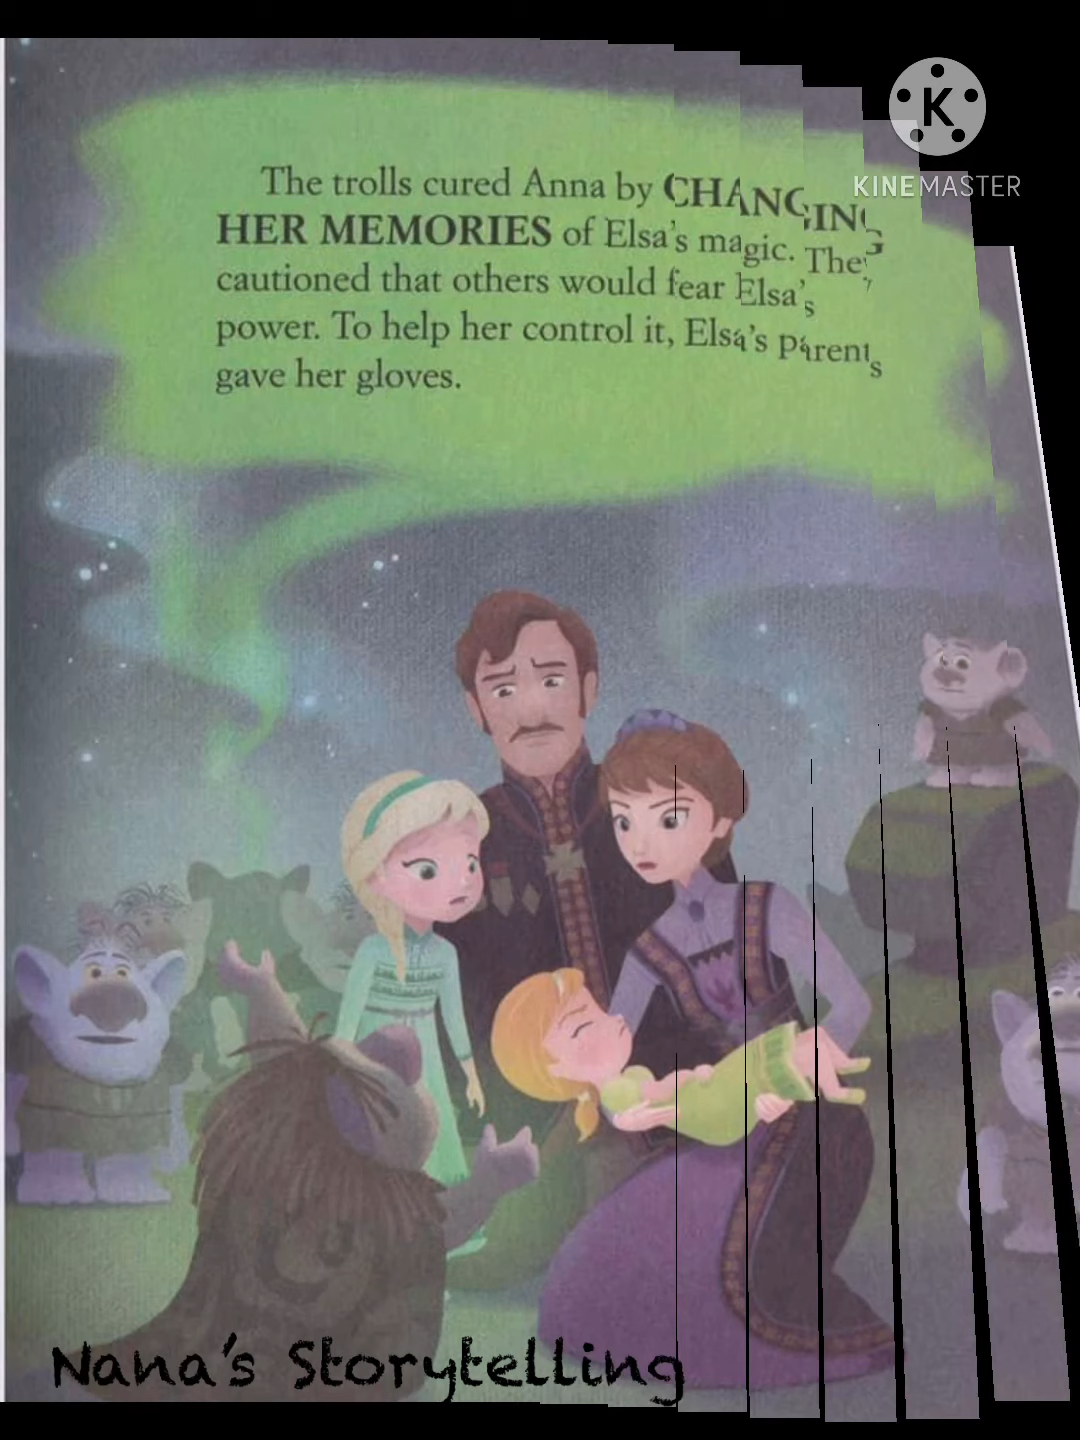 The trolls cured Anna by CHANGING
HER MEMORIES of Elsa's magic. They
cautioned that others would fear Elsa's
power. To help her control it, Elsa's parents
gave her gloves.
KINEMASTER
Nana's Storytelling